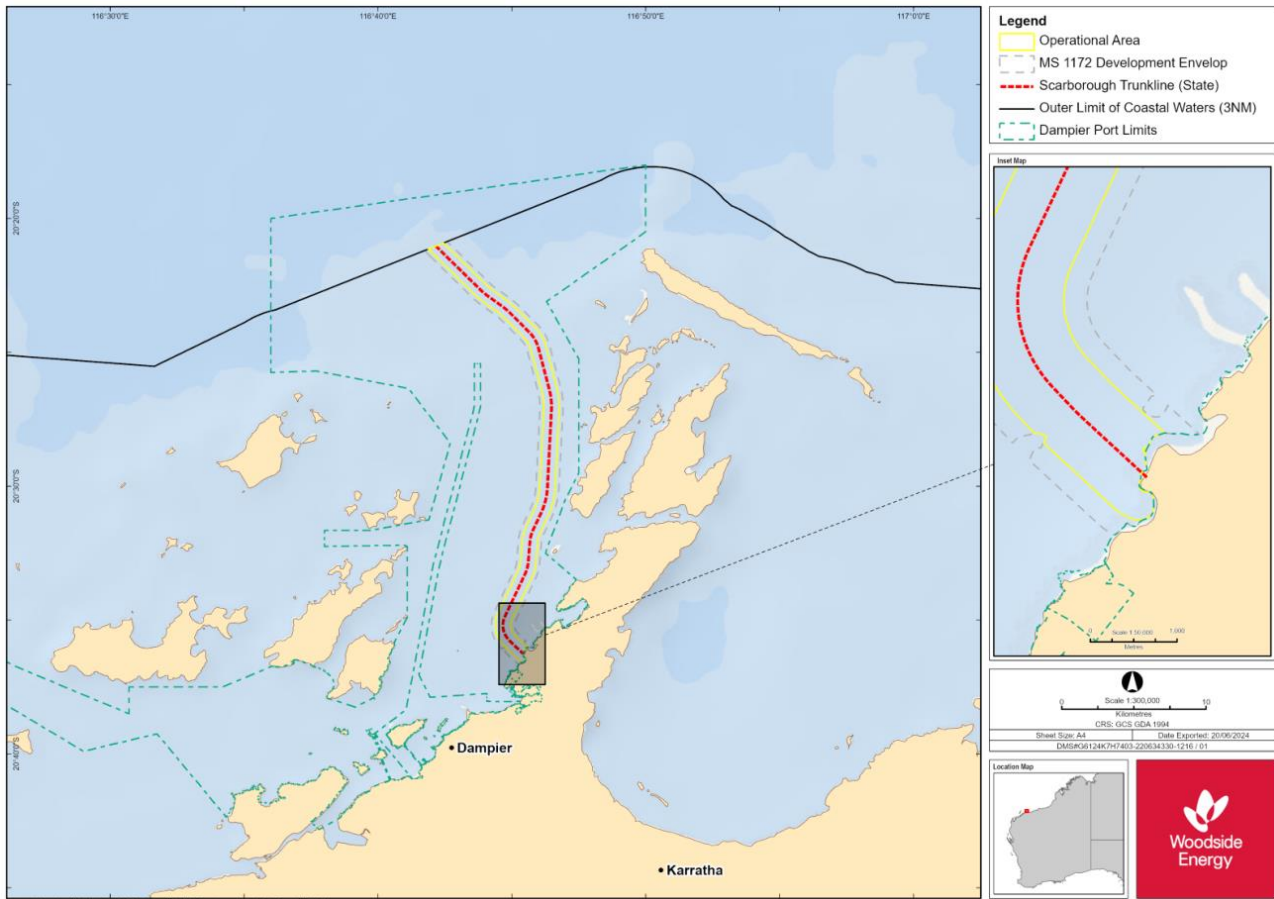 116°30'0"E
116°40'0"E
116°50'0"E
117°0'0"E
20°20'0"S
20°30'0"S
20°40'0"S
Dampier
Karratha
Legend
Operational Area
MS 1172 Development Envelop
Scarborough Trunkline (State)
Outer Limit of Coastal Waters (3NM)
Dampier Port Limits
Inset Map
0 Scale 1:50,000 1,000
Metres
0 Scale 1:300,000 10
Kilometres
CRS: GCS GDA 1994
Sheet Size: A4 Date Exported: 20/06/2024
DMS#G6124K7H7403-220634330-1216 / 01
Location Map
Woodside
Energy